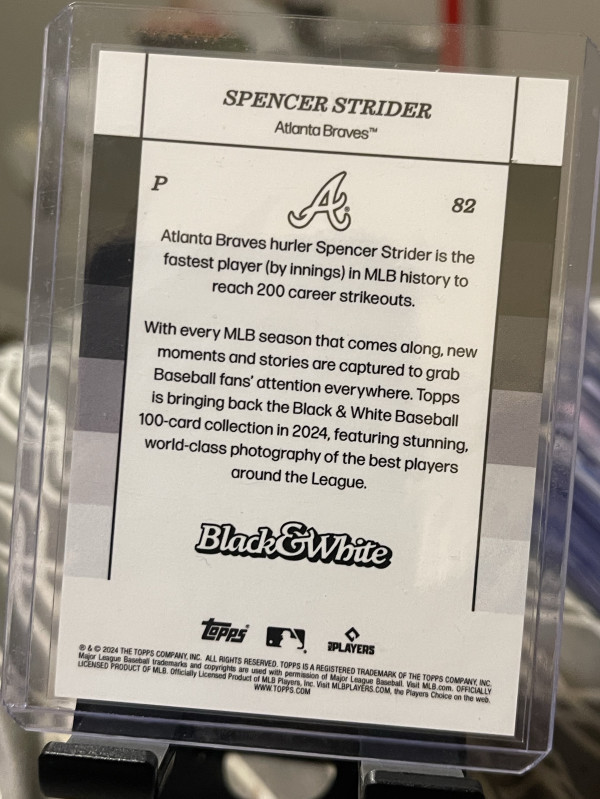 SPENCER STRIDER
Atlanta Braves™
P
82
A
Atlanta Braves hurler Spencer Strider is the
fastest player (by innings) in MLB history to
reach 200 career strikeouts.
With every MLB season that comes along, new
moments and stories are captured to grab
Baseball fans' attention everywhere. Topps
is bringing back the Black & White Baseball
100-card collection in 2024, featuring stunning,
world-class photography of the best players
around the League.
Black&White
topps
PLAYERS
® & © 2024 THE TOPPS COMPANY, INC. ALL RIGHTS RESERVED. TOPPS IS A REGISTERED TRADEMARK OF THE TOPPS COMPANY, INC.
Major League Baseball trademarks and copyrights are used with permission of Major League Baseball. Visit MLB.com. OFFICIALLY
LICENSED PRODUCT OF MLB. Officially Licensed Product of MLB Players, Inc. Visit MLBPLAYERS.COM, the Players Choice on the web.
WWW.TOPPS.COM